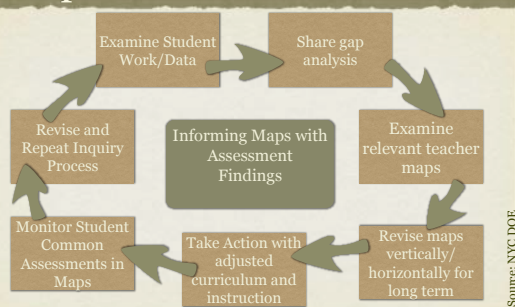 Examine Student
Work/Data
Share gap
analysis
Examine
relevant teacher
maps
Revise maps
vertically/
horizontally for
long term
Take Action with
adjusted
curriculum and
instruction
Monitor Student
Common
Assessments in
Maps
Revise and
Repeat Inquiry
Process
Informing Maps with
Assessment
Findings
Source: NYC DOE